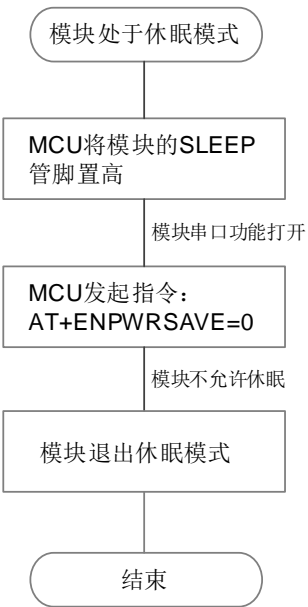 模块处于休眠模式
MCU将模块的SLEEP
管脚置高
模块串口功能打开
MCU发起指令：
AT+ENPWRSAVE=0
模块不允许休眠
模块退出休眠模式
结束